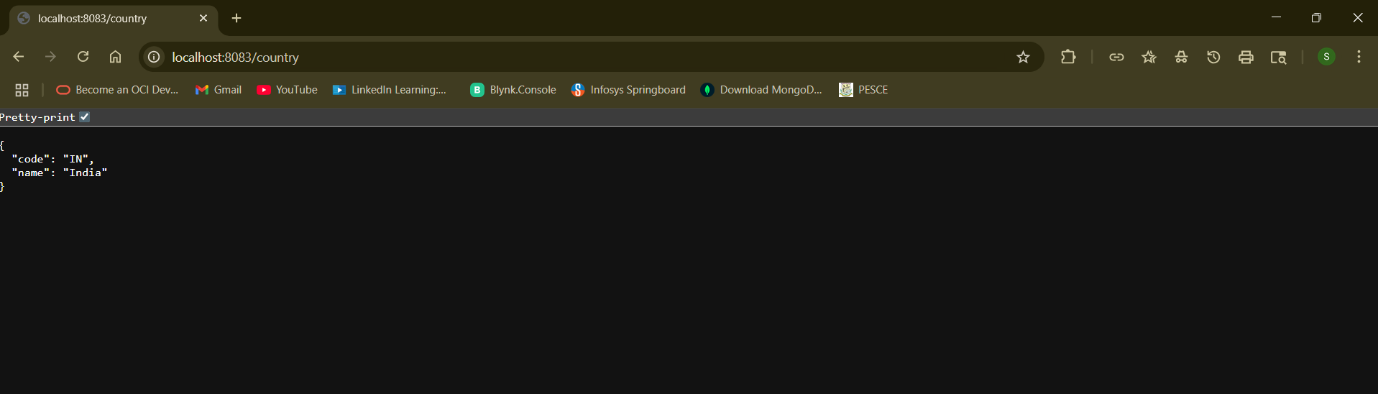 localhost:8083/country
localhost:8083/country
S
Become an OCI Dev... Gmail YouTube LinkedIn Learning:... B Blynk.Console Infosys Springboard Download MongoD... PESCE
Pretty-print
{
"code": "IN",
"name": "India"
}